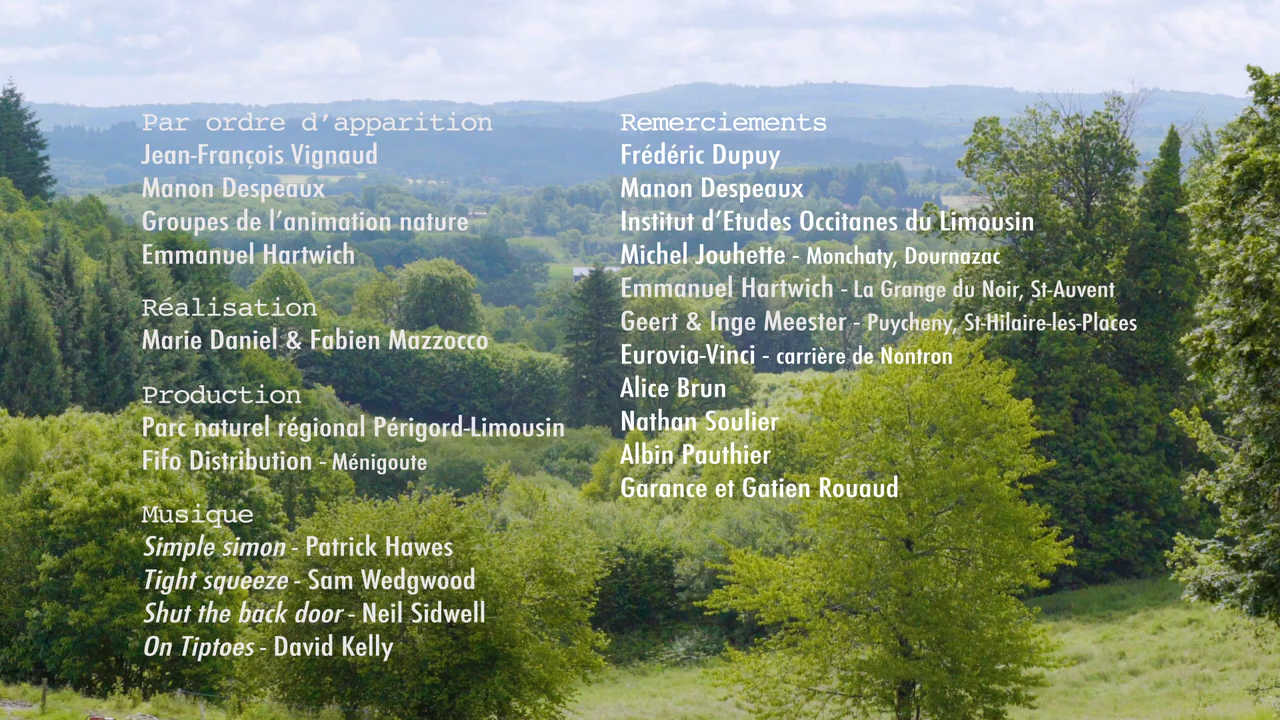 Par ordre d’apparition
Jean-François Vignaud
Manon Despeaux
Groupes de l’animation nature
Emmanuel Hartwich
Réalisation
Marie Daniel & Fabien Mazzocco
Production
Parc naturel régional Périgord-Limousin
Fifo Distribution - Ménigoute
Musique
Simple simon - Patrick Hawes
Tight squeeze - Sam Wedgwood
Shut the back door - Neil Sidwell
On Tiptoes - David Kelly
Remerciements
Frédéric Dupuy
Manon Despeaux
Institut d’Etudes Occitanes du Limousin
Michel Jouhette - Monchaty, Dournazac
Emmanuel Hartwich - La Grange du Noir, St-Auvent
Geert & Inge Meester - Puycheny, St-Hilaire-les-Places
Eurovia-Vinci - carrière de Nontron
Alice Brun
Nathan Soulier
Albin Pauthier
Garance et Gatien Rouaud